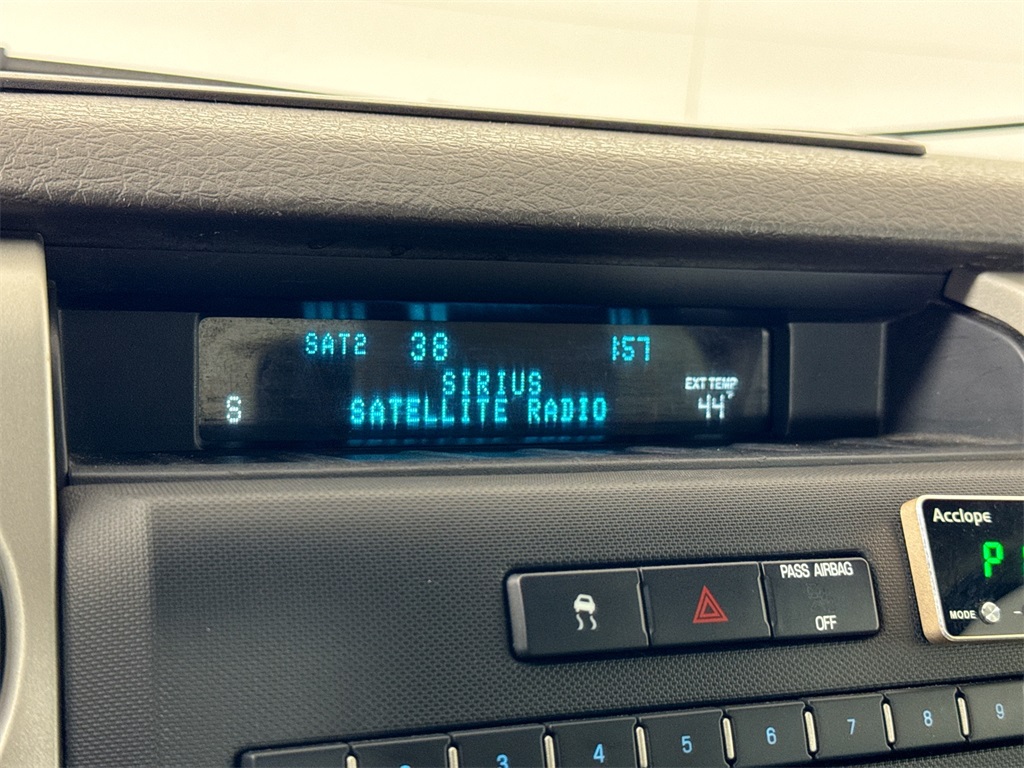 SAT2 38 1:57
SIRIUS
SATELLITE RADIO
S
EXT TEMP
44°
Acclope
P
MODE
PASS AIRBAG
OFF
3 4 5 6 7 8 9